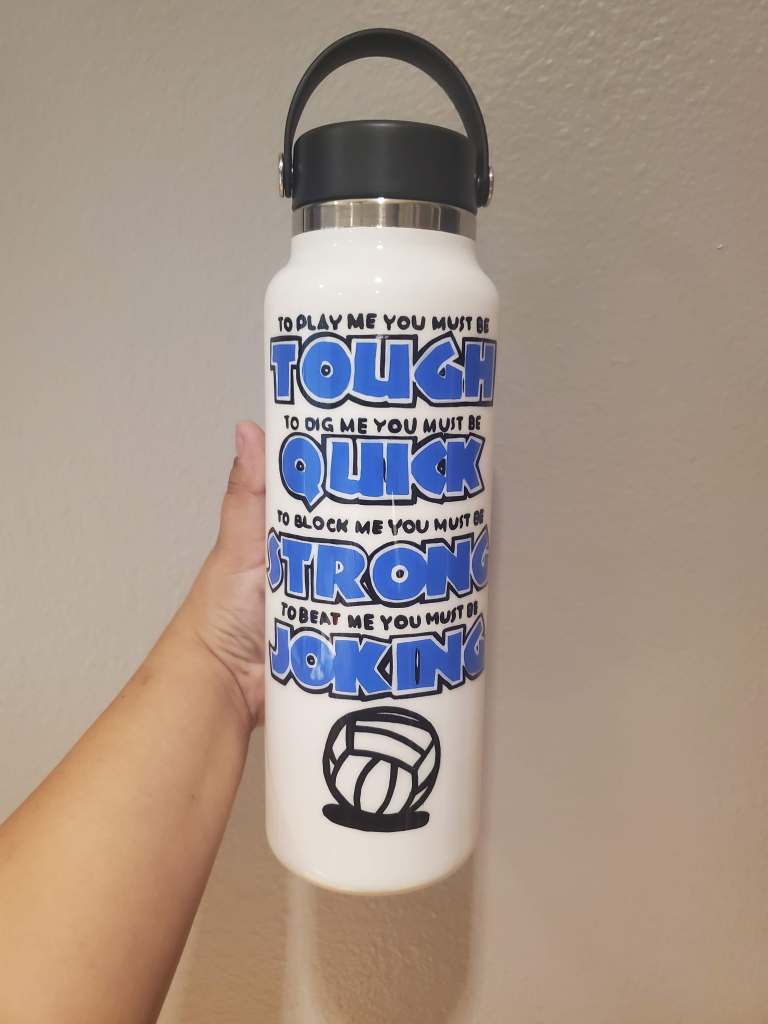 TO PLAY ME YOU MUST BE
TOUGH
TO DIG ME YOU MUST BE
QUICK
TO BLOCK ME YOU MUST BE
STRONG
TO BEAT ME YOU MUST BE
JOKING